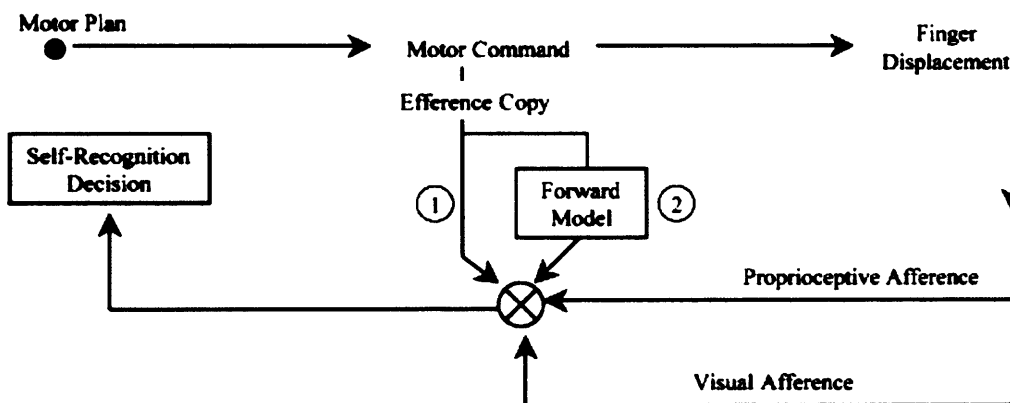 Motor Plan
Motor Command
Finger
Displacement
Efference Copy
Self-Recognition
Decision
1
Forward
Model
2
Proprioceptive Afference
Visual Afference